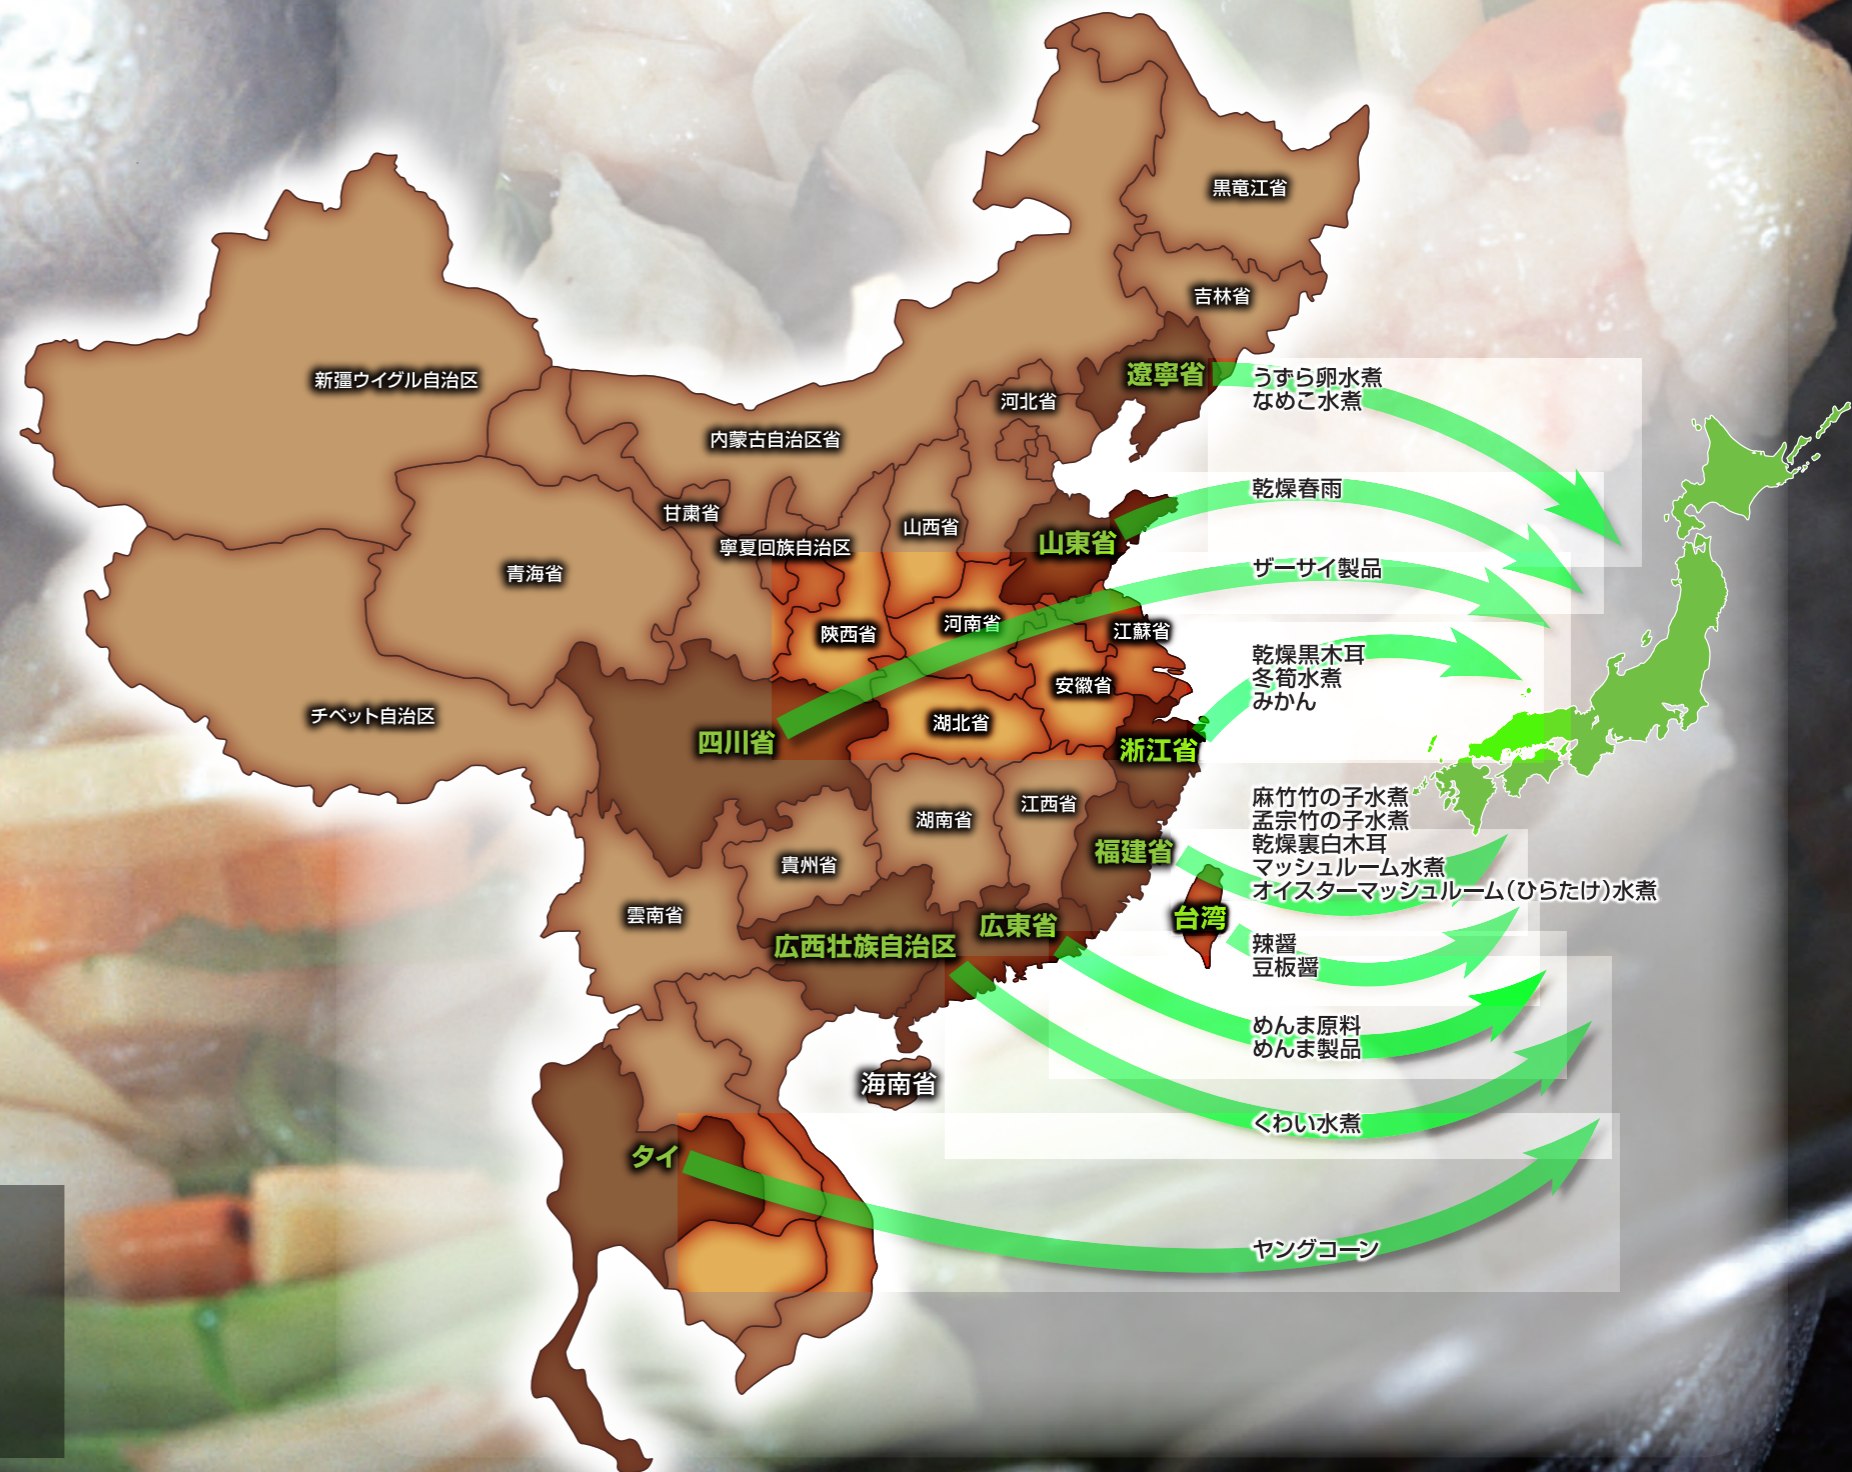 黒竜江省
吉林省
遼寧省
うずら卵水煮
なめこ水煮
新疆ウイグル自治区
河北省
内蒙古自治区省
乾燥春雨
甘粛省
山西省
寧夏回族自治区
山東省
ザーサイ製品
青海省
陝西省
河南省
江蘇省
乾燥黒木耳
冬筍水煮
みかん
安徽省
チベット自治区
湖北省
四川省
浙江省
麻竹竹の子水煮
孟宗竹の子水煮
乾燥裏白木耳
マッシュルーム水煮
オイスターマッシュルーム(ひらたけ)水煮
江西省
湖南省
福建省
貴州省
雲南省
台湾
広東省
広西壮族自治区
辣醤
豆板醤
めんま原料
めんま製品
海南省
くわい水煮
タイ
ヤングコーン